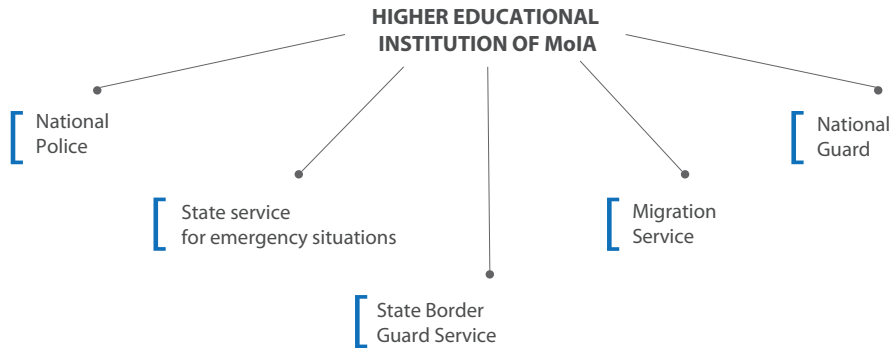 HIGHER EDUCATIONAL
INSTITUTION OF MoIA
National
Police
State service
for emergency situations
State Border
Guard Service
Migration
Service
National
Guard